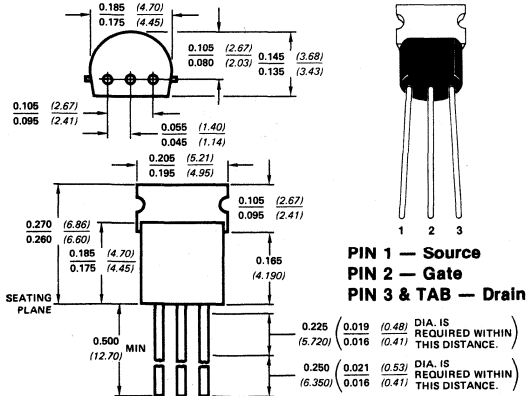 0.185 (4.70)
0.175 (4.45)
0.105 (2.67)
0.080 (2.03)
0.145 (3.68)
0.135 (3.43)
0.105 (2.67)
0.095 (2.41)
0.055 (1.40)
0.045 (1.14)
0.205 (5.21)
0.195 (4.95)
0.105 (2.67)
0.095 (2.41)
0.270 (6.86)
0.260 (6.60)
0.185 (4.70)
0.175 (4.45)
0.165
(4.190)
SEATING
PLANE
0.500
(12.70) MIN
1 2 3
PIN 1 — Source
PIN 2 — Gate
PIN 3 & TAB — Drain
0.225 (0.019 (0.48) DIA. IS
REQUIRED WITHIN
(5.720) 0.016 (0.41) THIS DISTANCE.
0.250 (0.021 (0.53) DIA. IS
REQUIRED WITHIN
(6.350) 0.016 (0.41) THIS DISTANCE.